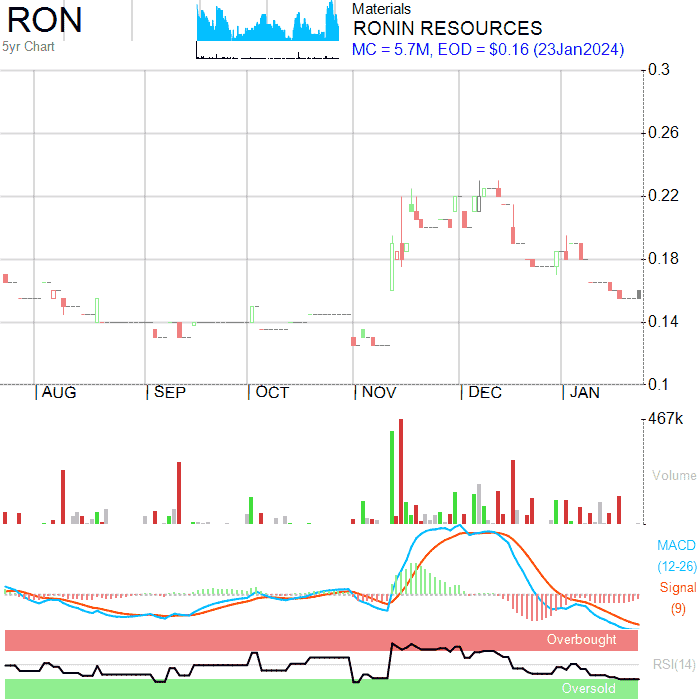 RON
5yr Chart
Materials
RONIN RESOURCES
MC = 5.7M, EOD = $0.16 (23Jan2024)
0.3
0.26
0.22
0.18
0.14
0.1
AUG SEP OCT NOV DEC JAN
467k
Volume
MACD
(12-26)
Signal
(9)
Overbought
RSI(14)
Oversold